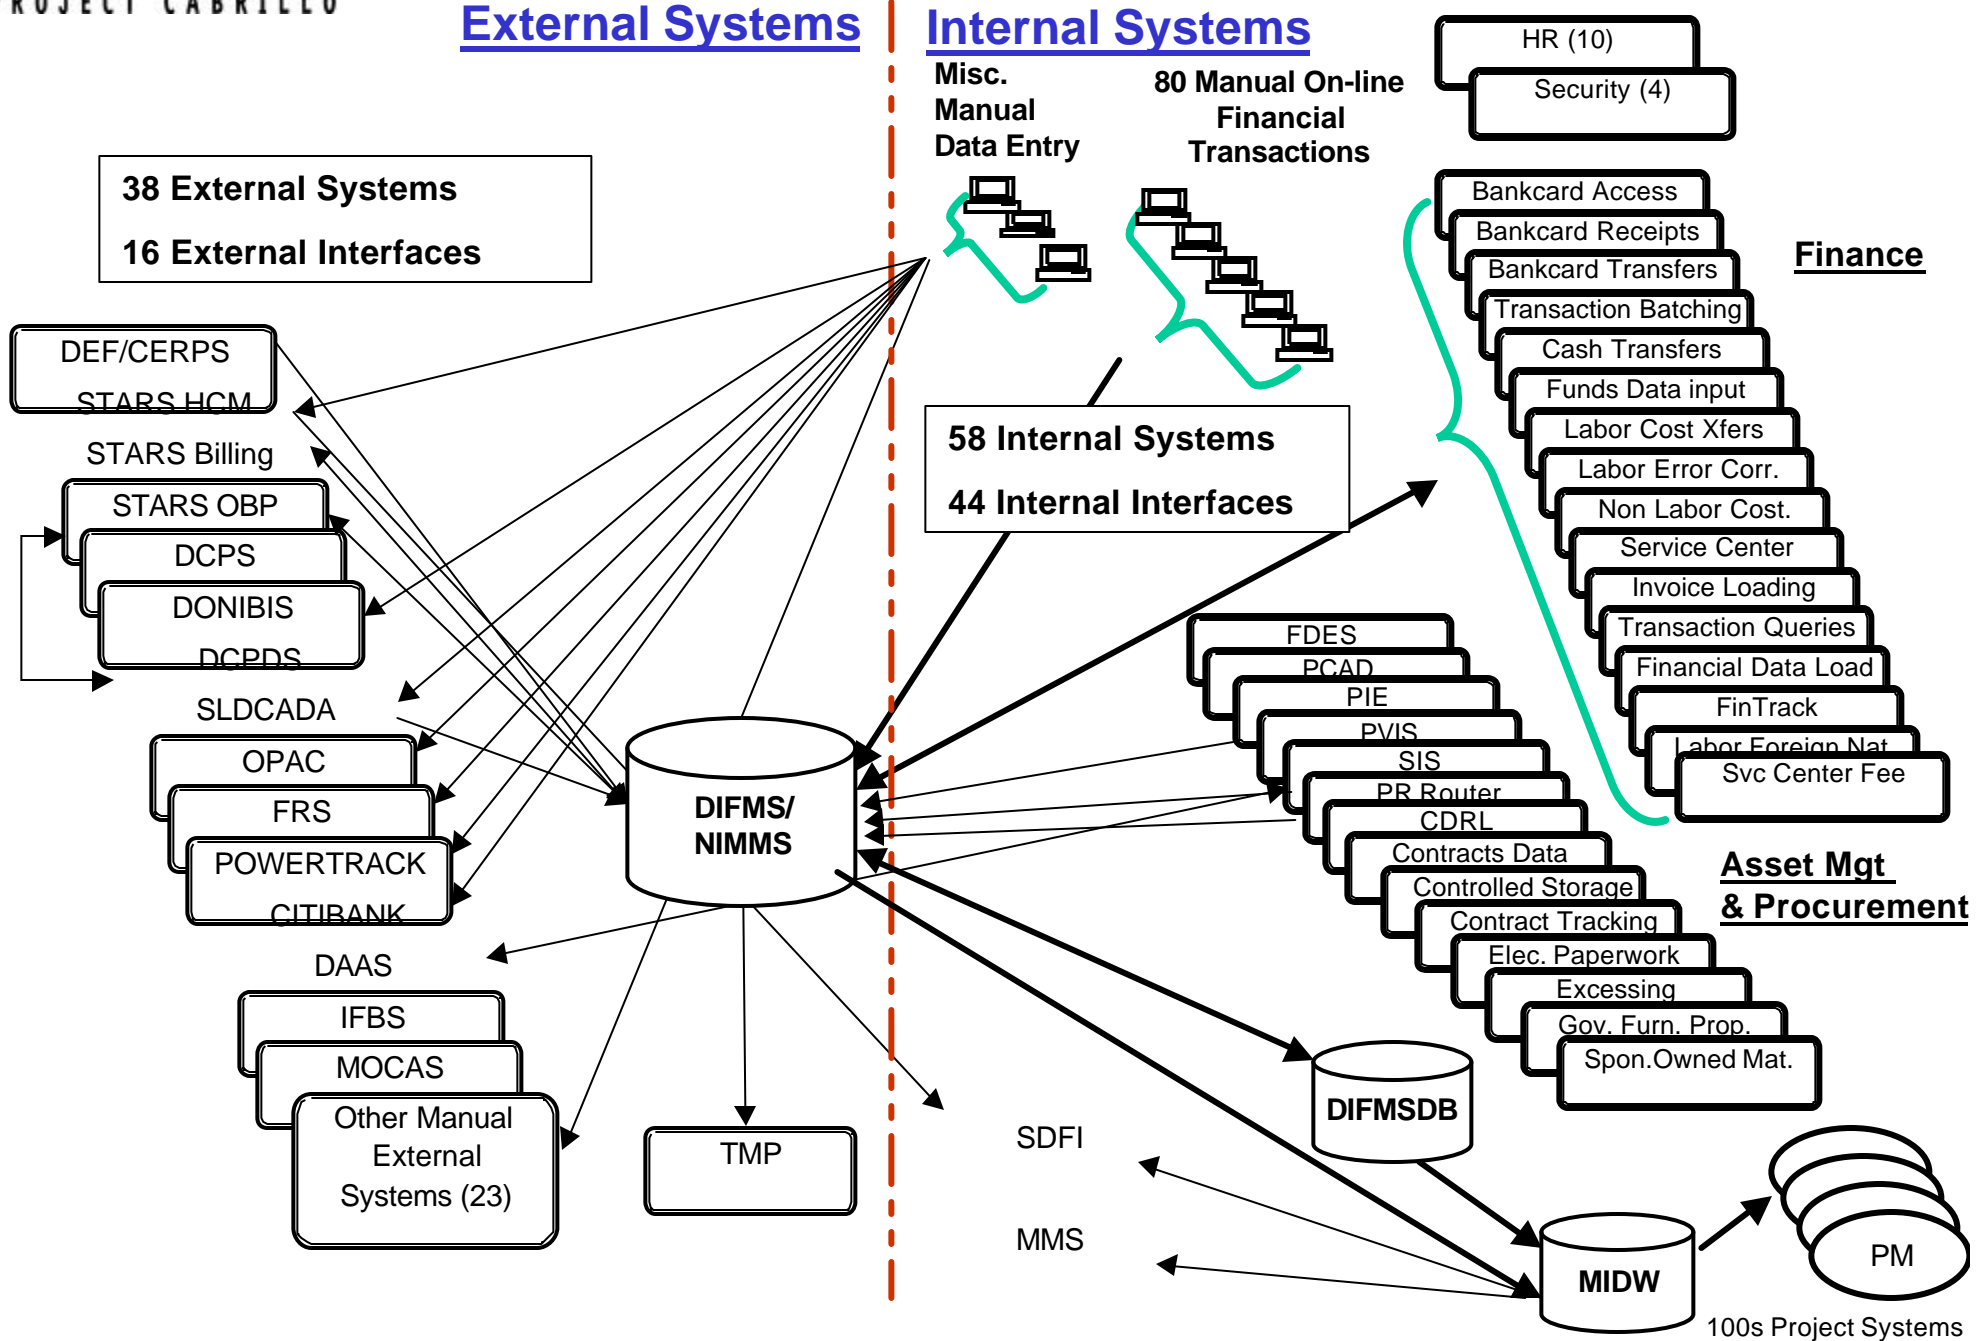 PROJECT CABRILLO
External Systems
Internal Systems
Misc.
Manual
Data Entry
80 Manual On-line
Financial
Transactions
HR (10)
Security (4)
38 External Systems
16 External Interfaces
58 Internal Systems
44 Internal Interfaces
Finance
Bankcard Access
Bankcard Receipts
Bankcard Transfers
Transaction Batching
Cash Transfers
Funds Data input
Labor Cost Xfers
Labor Error Corr.
Non Labor Cost.
Service Center
Invoice Loading
Transaction Queries
Financial Data Load
FinTrack
Labor Foreign Nat
Svc Center Fee
DEF/CERPS
STARS HCM
STARS Billing
STARS OBP
DCPS
DONIBIS
DCPDS
SLDCADA
OPAC
FRS
POWERTRACK
CITIBANK
DAAS
IFBS
MOCAS
Other Manual
External
Systems (23)
DIFMS/
NIMMS
TMP
FDES
PCAD
PIE
PVIS
SIS
PR Router
CDRL
Contracts Data
Controlled Storage
Contract Tracking
Elec. Paperwork
Excessing
Gov. Furn. Prop.
Spon.Owned Mat.
Asset Mgt
& Procurement
DIFMSDB
SDFI
MMS
MIDW
PM
100s Project Systems